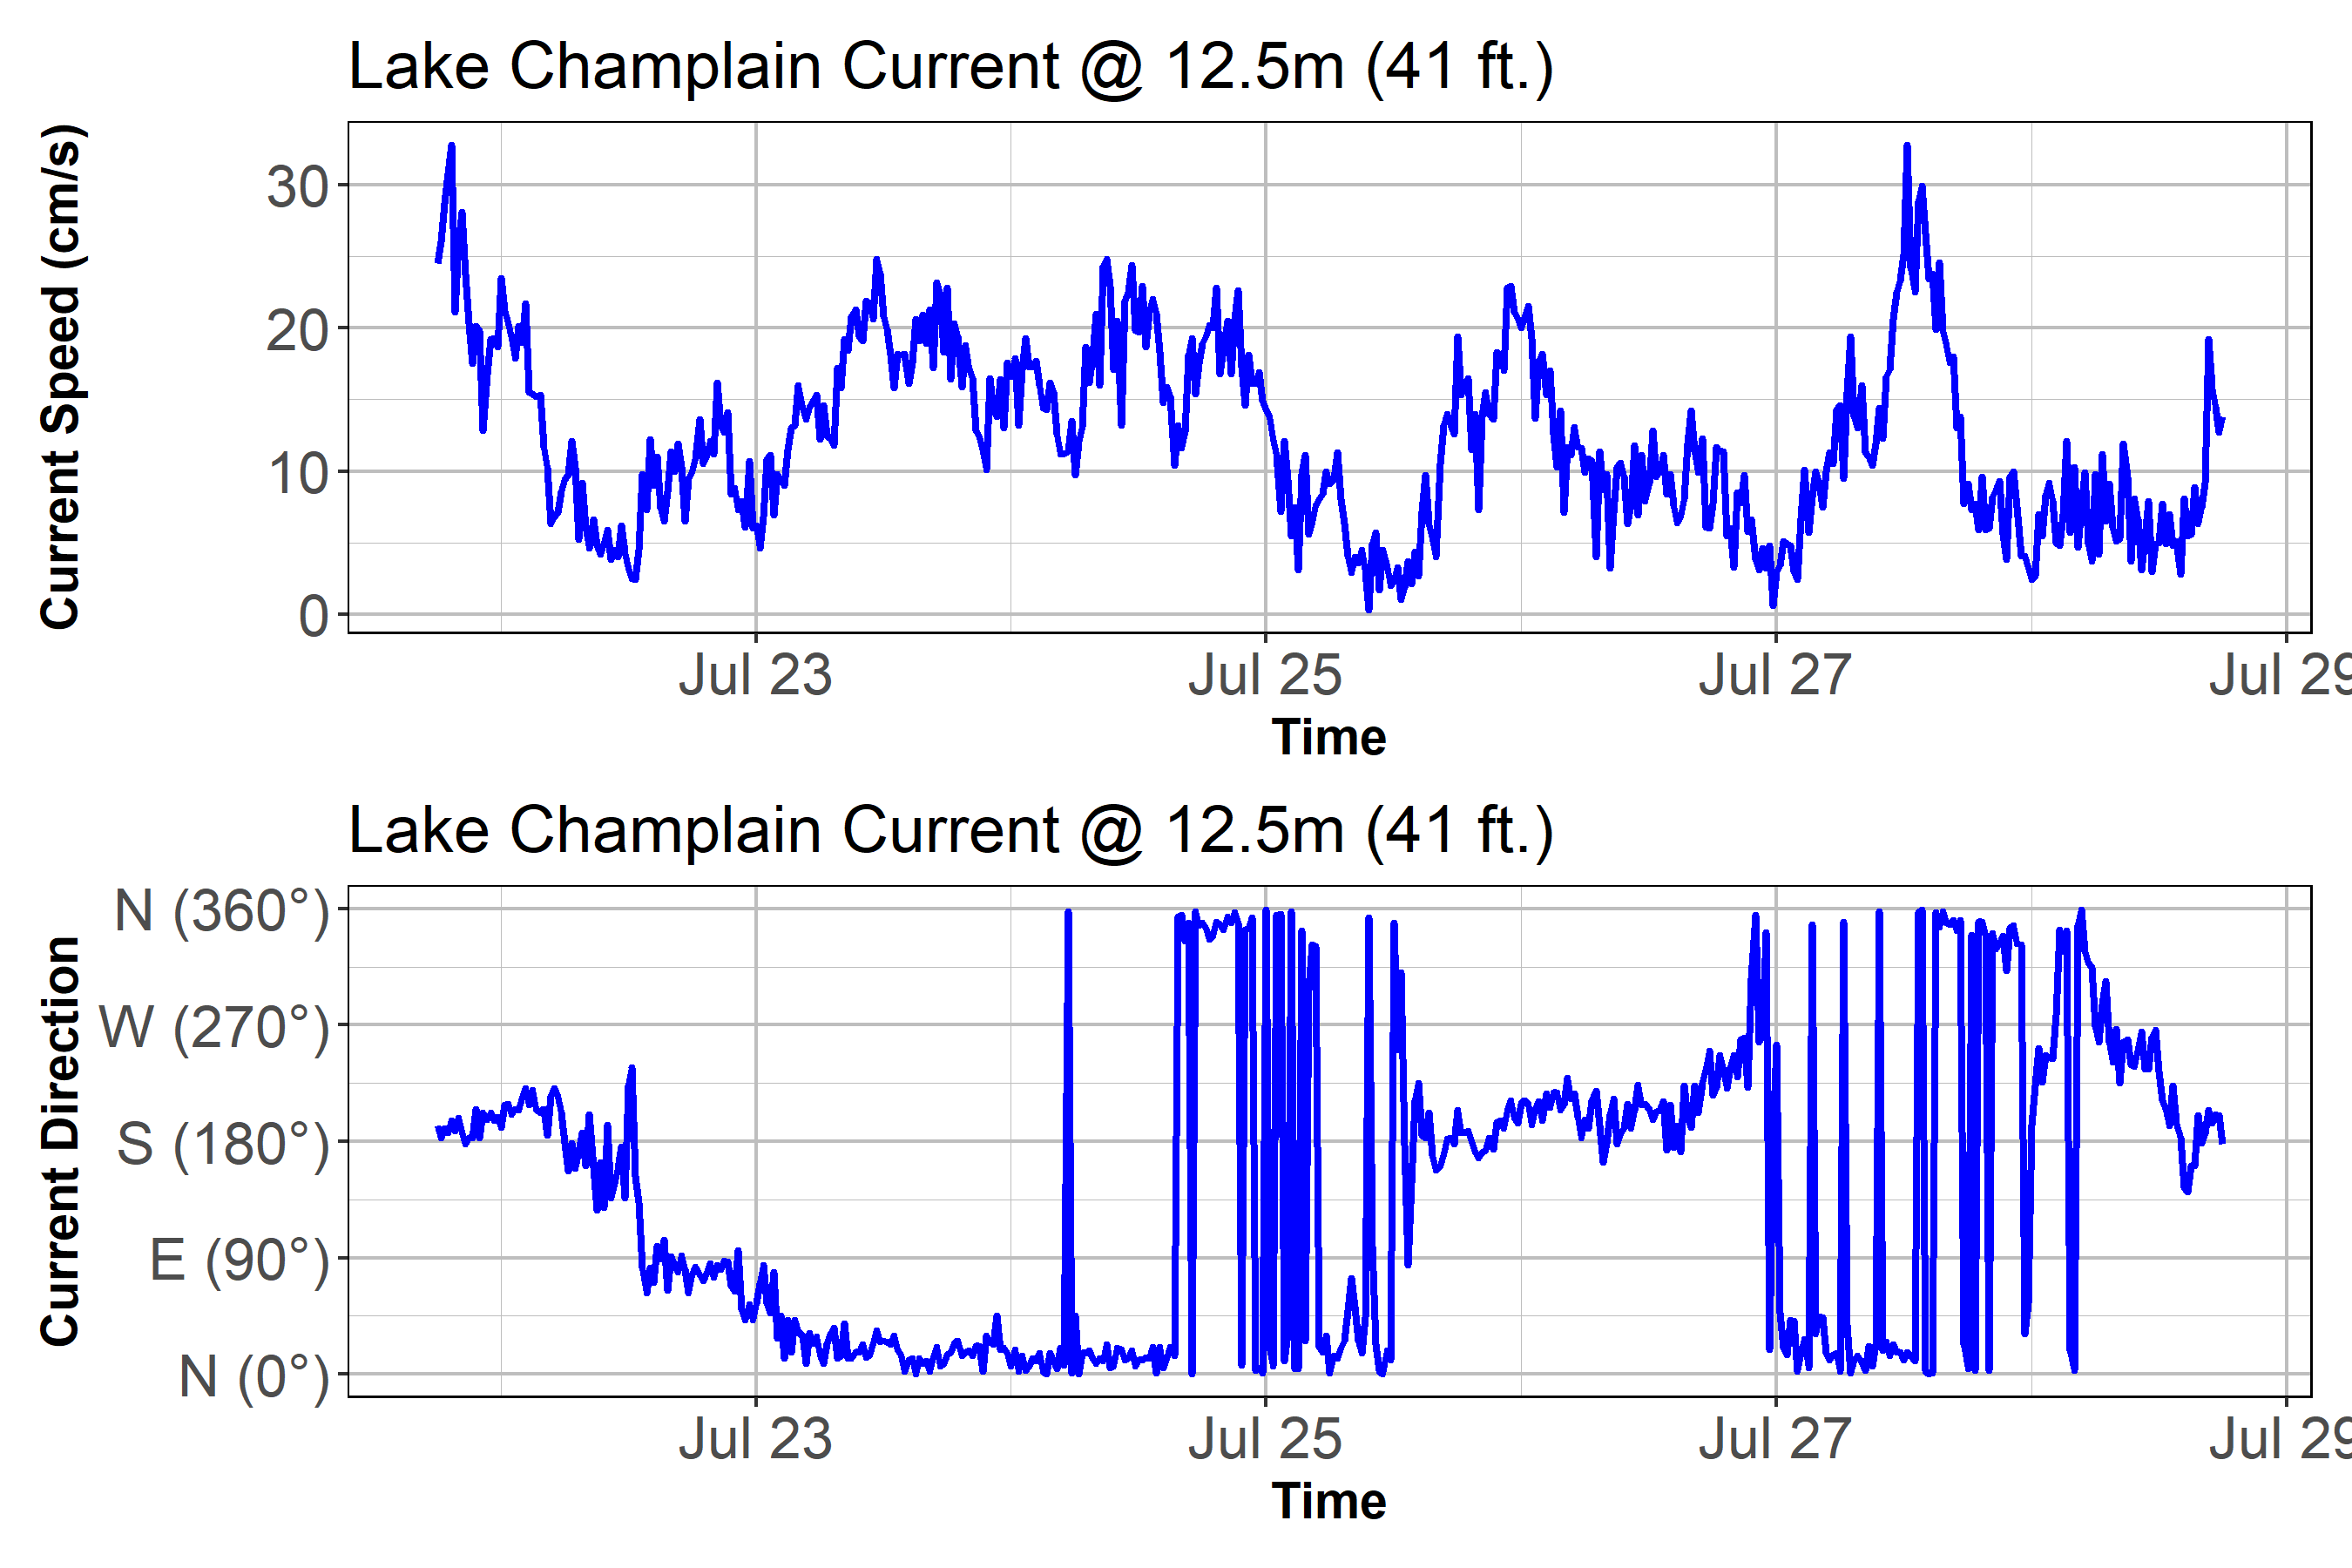 Lake Champlain Current @ 12.5m (41 ft.)
Current Speed (cm/s)
30
20
10
0
Jul 23 Jul 25 Jul 27 Jul 29
Time
Lake Champlain Current @ 12.5m (41 ft.)
Current Direction
N (360°)
W (270°)
S (180°)
E (90°)
N (0°)
Jul 23 Jul 25 Jul 27 Jul 29
Time